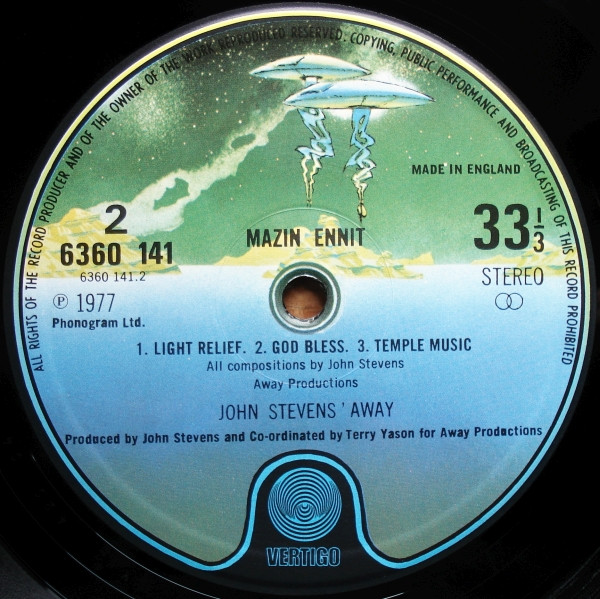 ALL RIGHTS OF THE RECORD PRODUCER AND OF THE OWNER OF THE WORK REPRODUCED RESERVED. COPYING, PUBLIC PERFORMANCE AND BROADCASTING OF THIS RECORD PROHIBITED
MADE IN ENGLAND
2
6360 141
6360 141.2
MAZIN ENNIT
33 1/3
STEREO
℗ 1977
Phonogram Ltd.
1. LIGHT RELIEF. 2. GOD BLESS. 3. TEMPLE MUSIC
All compositions by John Stevens
Away Productions
JOHN STEVENS' AWAY
Produced by John Stevens and Co-ordinated by Terry Yason for Away Productions
VERTIGO